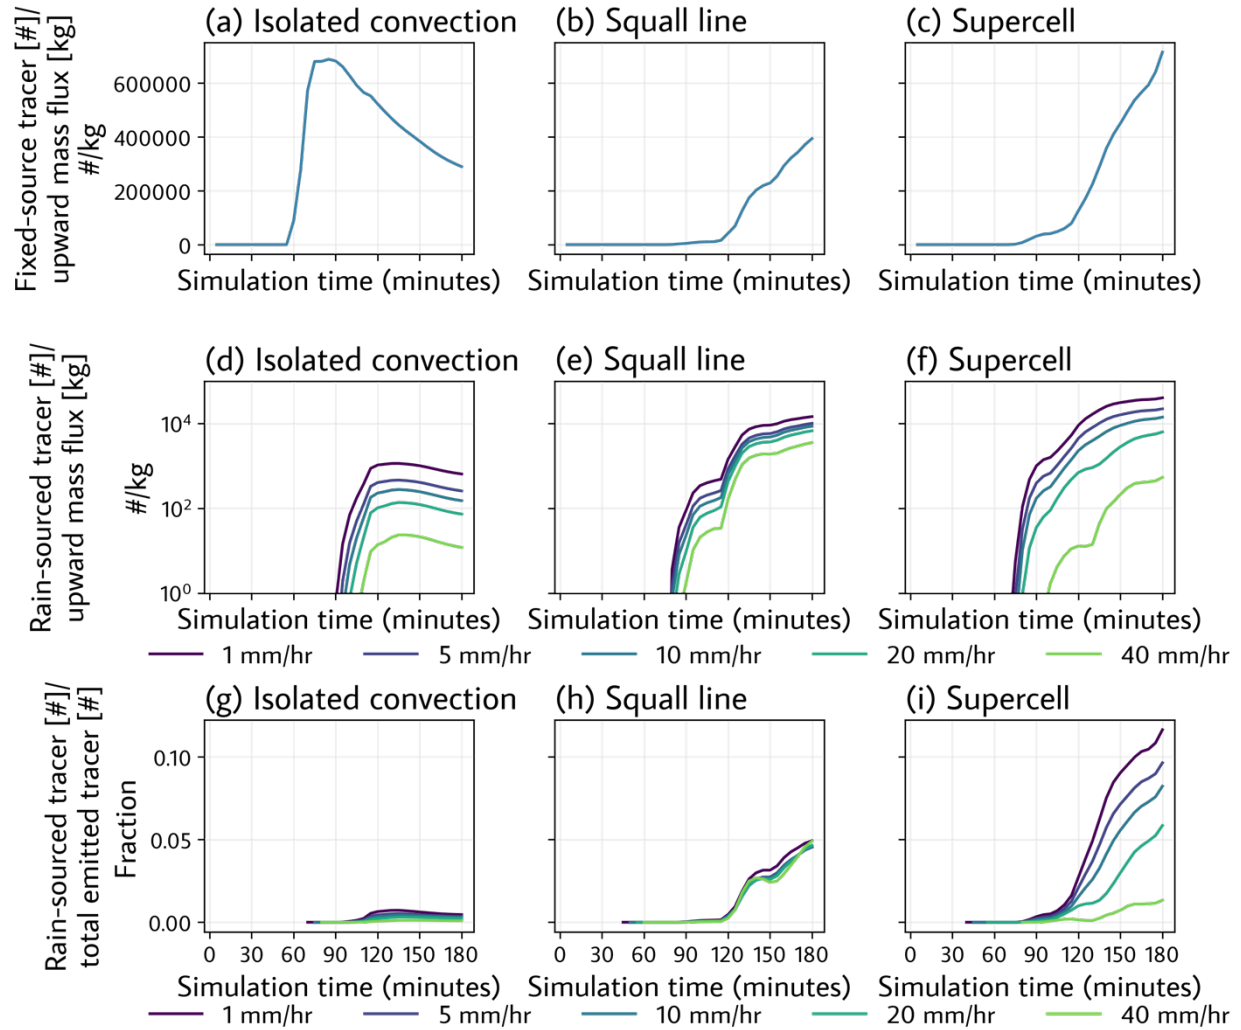 (a) Isolated convection
(b) Squall line
(c) Supercell
Fixed-source tracer [#]/
upward mass flux [kg]
#/kg
600000
400000
200000
0
Simulation time (minutes)
Simulation time (minutes)
Simulation time (minutes)
(d) Isolated convection
(e) Squall line
(f) Supercell
Rain-sourced tracer [#]/
upward mass flux [kg]
#/kg
10⁴
10²
10⁰
Simulation time (minutes)
Simulation time (minutes)
Simulation time (minutes)
1 mm/hr 5 mm/hr 10 mm/hr 20 mm/hr 40 mm/hr
(g) Isolated convection
(h) Squall line
(i) Supercell
Rain-sourced tracer [#]/
total emitted tracer [#]
Fraction
0.10
0.05
0.00
0 30 60 90 120 150 180
0 30 60 90 120 150 180
0 30 60 90 120 150 180
Simulation time (minutes)
Simulation time (minutes)
Simulation time (minutes)
1 mm/hr 5 mm/hr 10 mm/hr 20 mm/hr 40 mm/hr